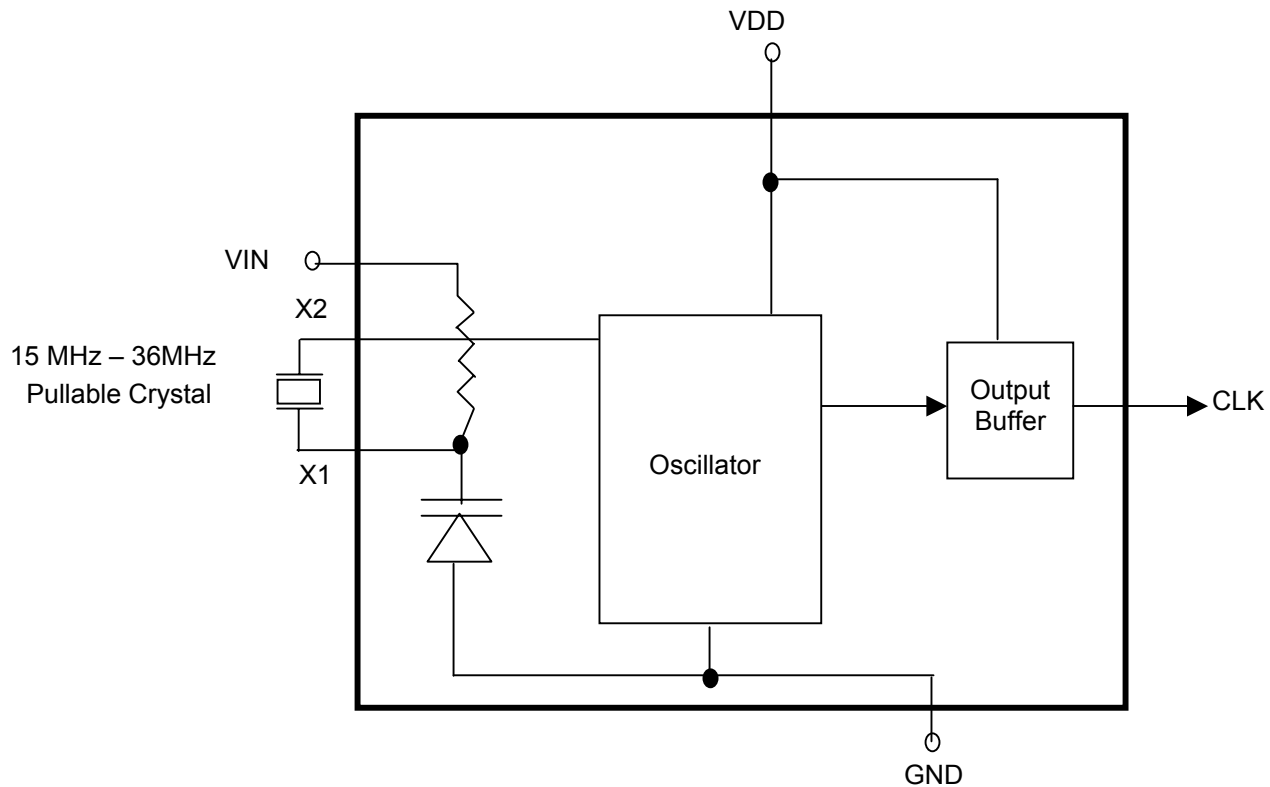 VDD
VIN
X2
15 MHz – 36MHz
Pullable Crystal
X1
Oscillator
Output
Buffer
CLK
GND